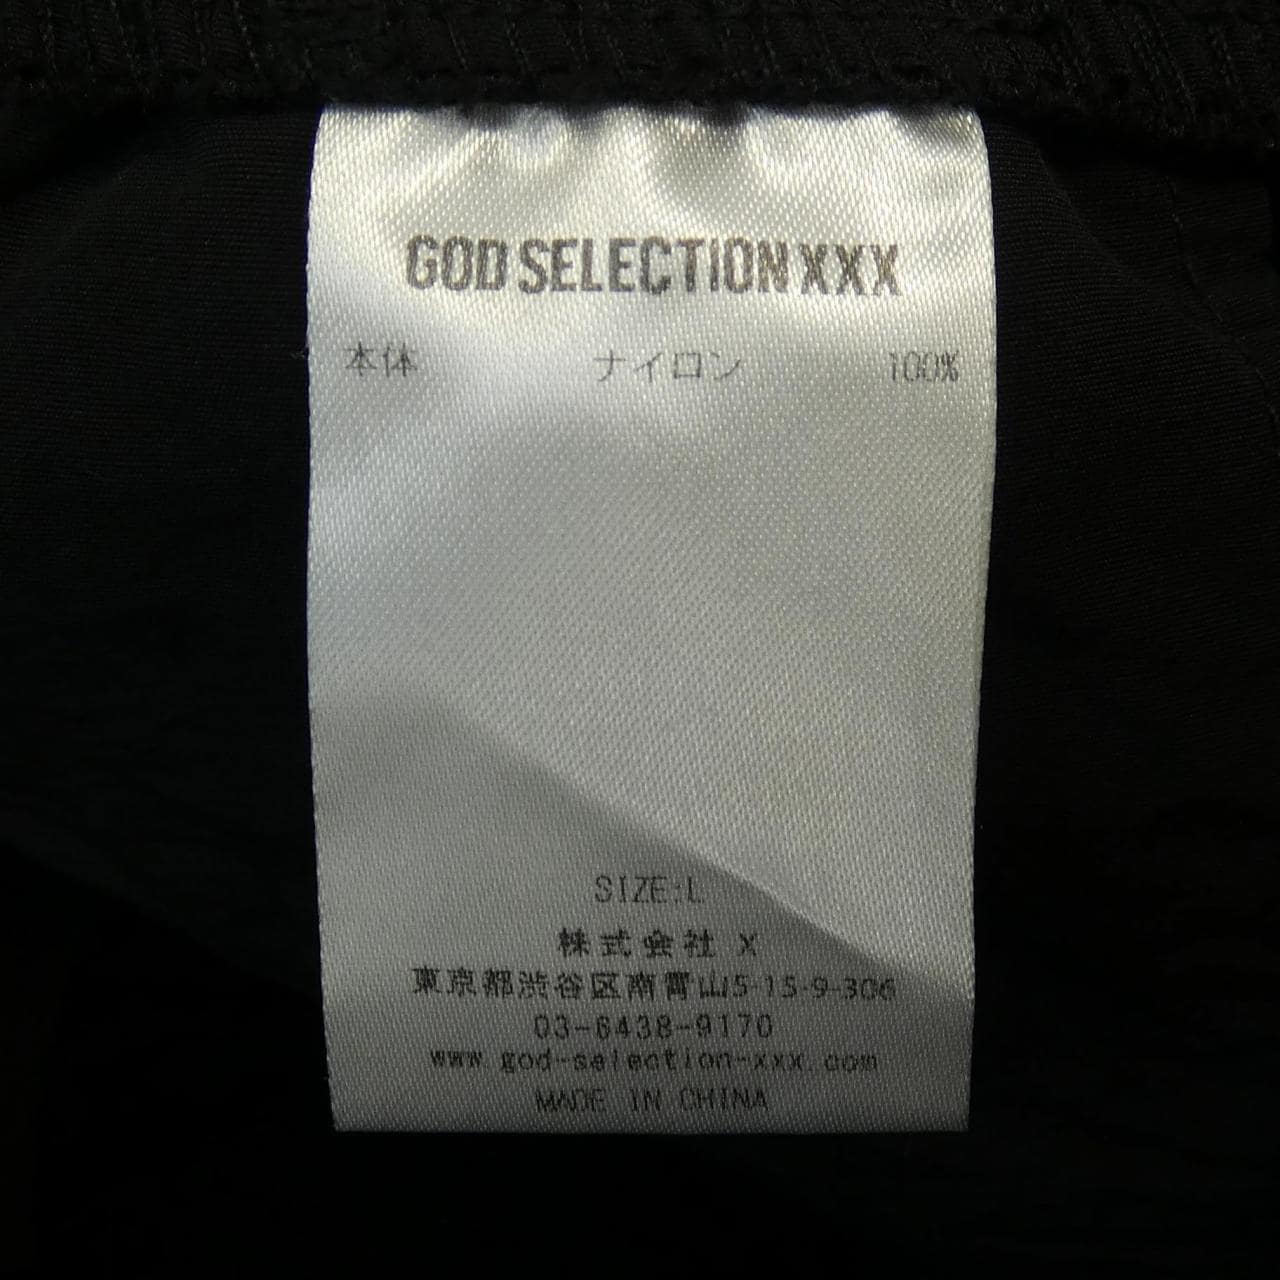 GOD SELECTION XXX
本体 ナイロン 100%
SIZE:L
株式会社 X
東京都渋谷区南青山5-15-9-306
03-6438-9170
www.god-selection-xxx.com
MADE IN CHINA